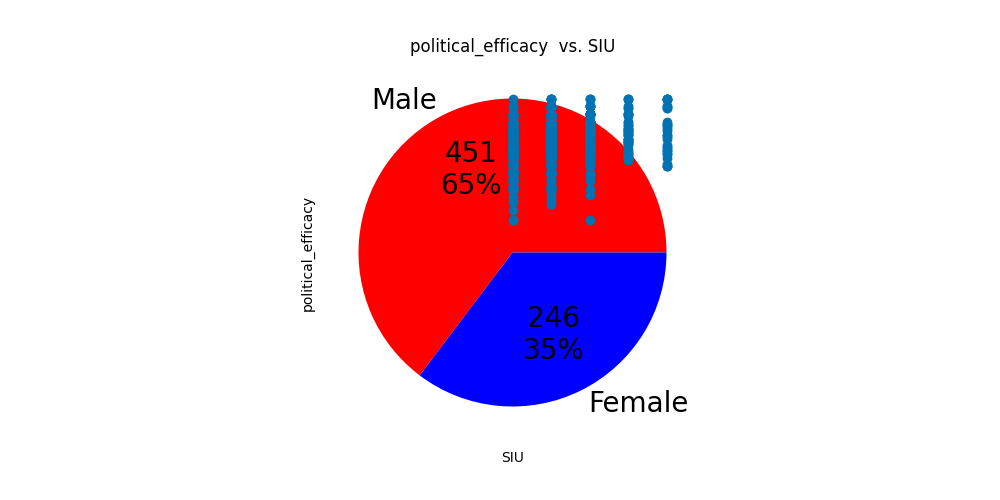 political_efficacy  vs. SIU
Male
451
65%
political_efficacy
246
35%
Female
SIU